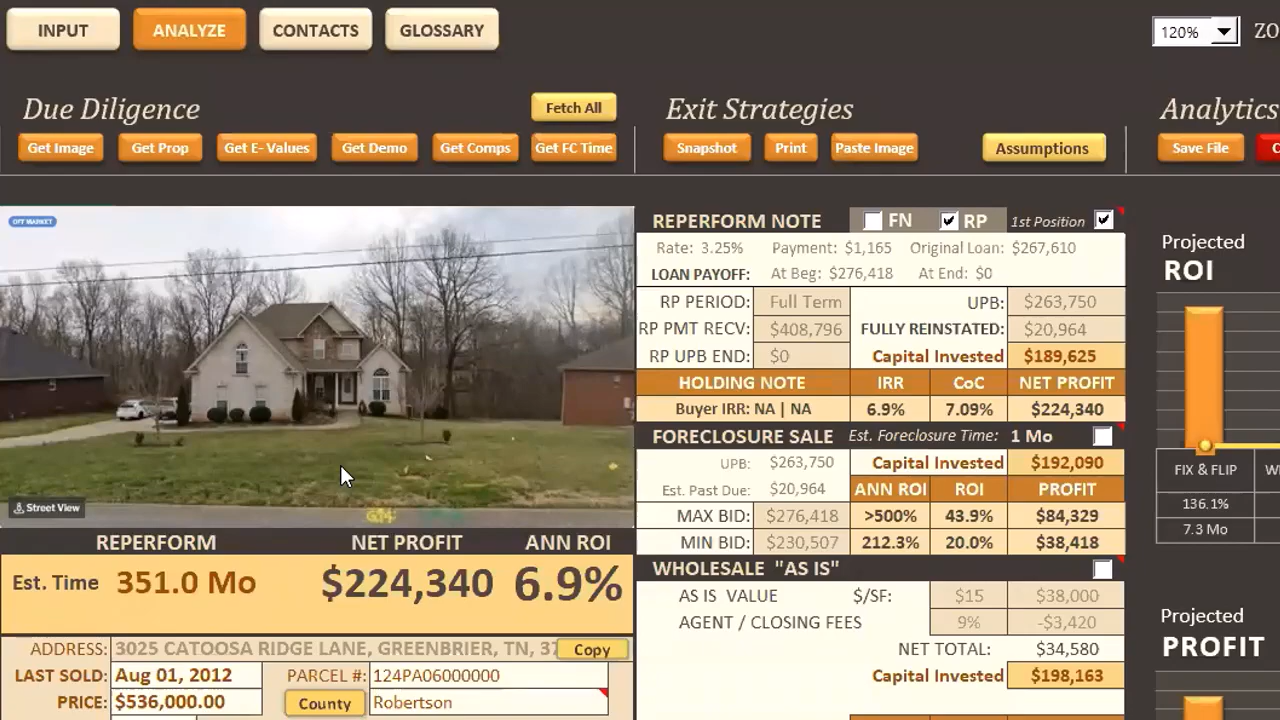 INPUT ANALYZE CONTACTS GLOSSARY 120% ZO
Due Diligence Fetch All Exit Strategies Analytics
Get Image Get Prop Get E- Values Get Demo Get Comps Get FC Time Snapshot Print Paste Image Assumptions Save File C
OFF MARKET
Street View
REPERFORM NET PROFIT ANN ROI
Est. Time 351.0 Mo $224,340 6.9%
ADDRESS: 3025 CATOOSA RIDGE LANE, GREENBRIER, TN, 37 Copy
LAST SOLD: Aug 01, 2012 PARCEL #: 124PA06000000
PRICE: $536,000.00 County Robertson
REPERFORM NOTE FN RP 1st Position
Rate: 3.25% Payment: $1,165 Original Loan: $267,610
LOAN PAYOFF: At Beg: $276,418 At End: $0
RP PERIOD: Full Term UPB: $263,750
RP PMT RECV: $408,796 FULLY REINSTATED: $20,964
RP UPB END: $0 Capital Invested $189,625
HOLDING NOTE IRR CoC NET PROFIT
Buyer IRR: NA | NA 6.9% 7.09% $224,340
FORECLOSURE SALE Est. Foreclosure Time: 1 Mo
UPB: $263,750 Capital Invested $192,090
Est. Past Due: $20,964 ANN ROI ROI PROFIT
MAX BID: $276,418 >500% 43.9% $84,329
MIN BID: $230,507 212.3% 20.0% $38,418
WHOLESALE "AS IS"
AS IS VALUE $/SF: $15 $38,000
AGENT / CLOSING FEES 9% -$3,420
NET TOTAL: $34,580
Capital Invested $198,163
Projected
ROI
FIX & FLIP
136.1%
7.3 Mo
Projected
PROFIT